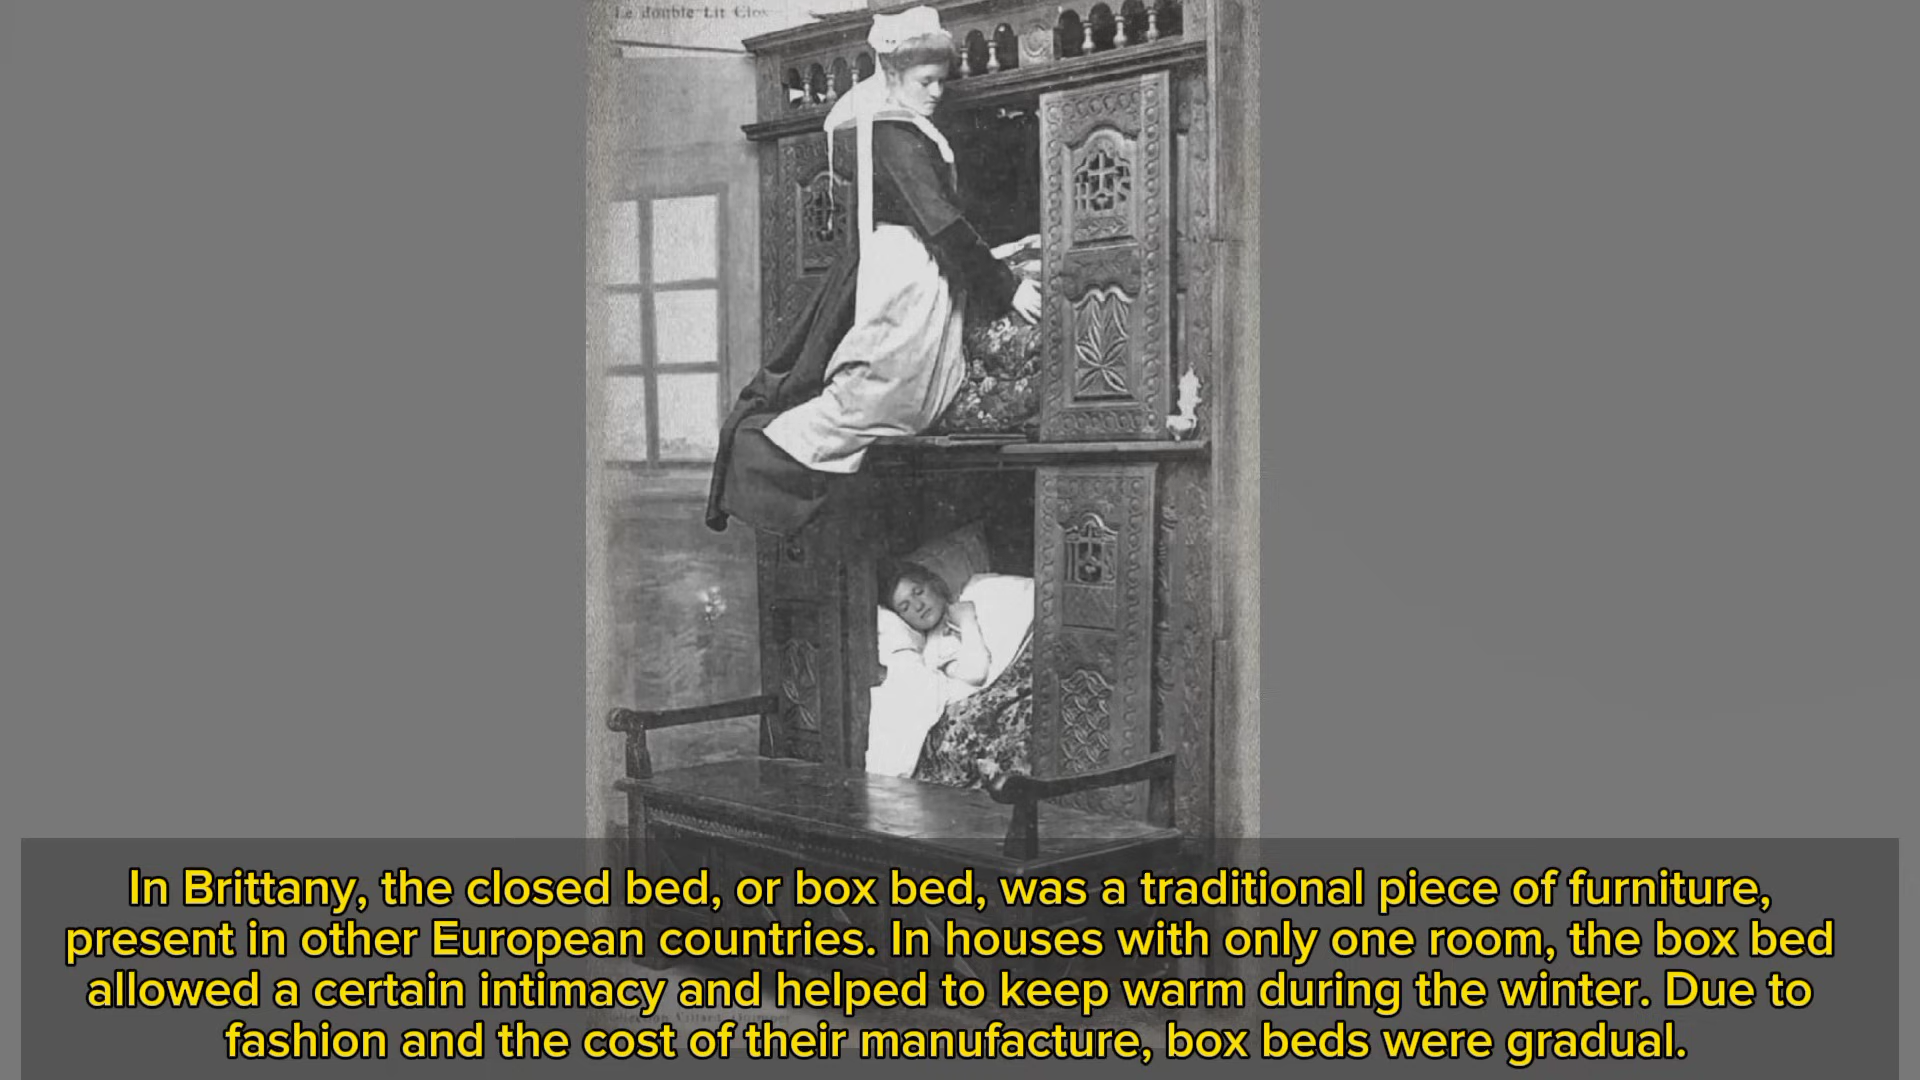 Le double Lit Clos
In Brittany, the closed bed, or box bed, was a traditional piece of furniture,
present in other European countries. In houses with only one room, the box bed
allowed a certain intimacy and helped to keep warm during the winter. Due to
fashion and the cost of their manufacture, box beds were gradual.